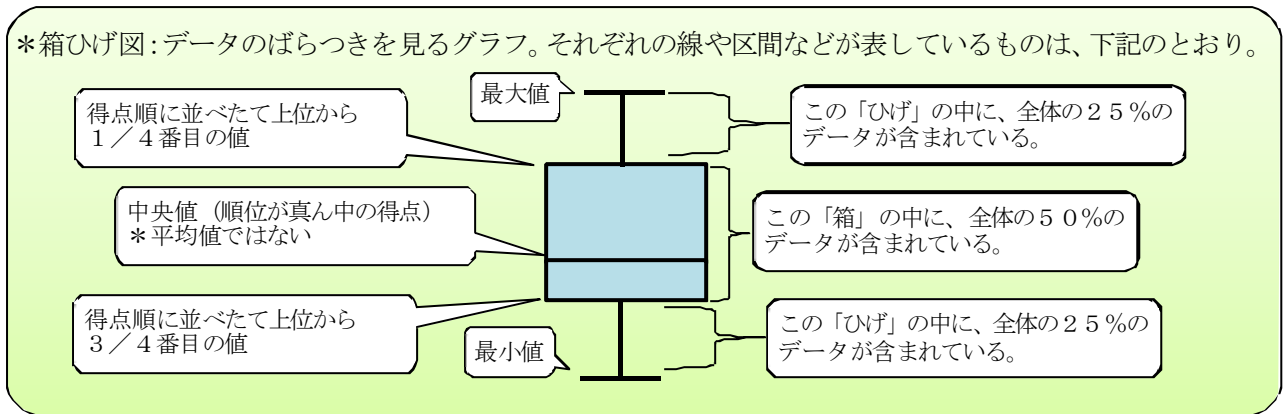 ＊箱ひげ図：データのばらつきを見るグラフ。それぞれの線や区間などが表しているものは、下記のとおり。
最大値
得点順に並べたて上位から
１／４番目の値
この「ひげ」の中に、全体の２５％の
データが含まれている。
中央値（順位が真ん中の得点）
＊平均値ではない
この「箱」の中に、全体の５０％の
データが含まれている。
得点順に並べたて上位から
３／４番目の値
最小値
この「ひげ」の中に、全体の２５％の
データが含まれている。